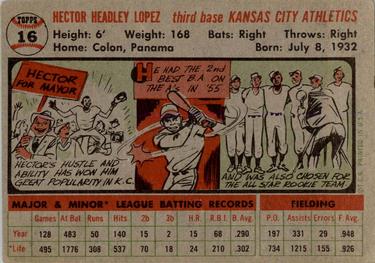 TOPPS
16
HECTOR HEADLEY LOPEZ third base KANSAS CITY ATHLETICS
Height: 6' Weight: 168 Bats: Right Throws: Right
Home: Colon, Panama Born: July 8, 1932
HECTOR
FOR MAYOR
HECTOR'S HUSTLE AND
ABILITY HAS WON HIM
GREAT POPULARITY IN K.C.
HE HAD THE 2nd
BEST B.A. ON
THE A's IN '55
AND WAS ALSO CHOSEN FOR
THE ALL STAR ROOKIE TEAM
PRINTED IN U.S.A.
MAJOR & MINOR* LEAGUE BATTING RECORDS FIELDING
Games At Bat Runs Hits 2b 3b H.R. R.B.I. B. Avg. P.O. Assists Errors F. Avg.
Year 128 483 50 140 15 2 15 68 .290 197 331 29 .948
*Life 495 1776 308 537 70 18 24 207 .302 734 1215 155 .926